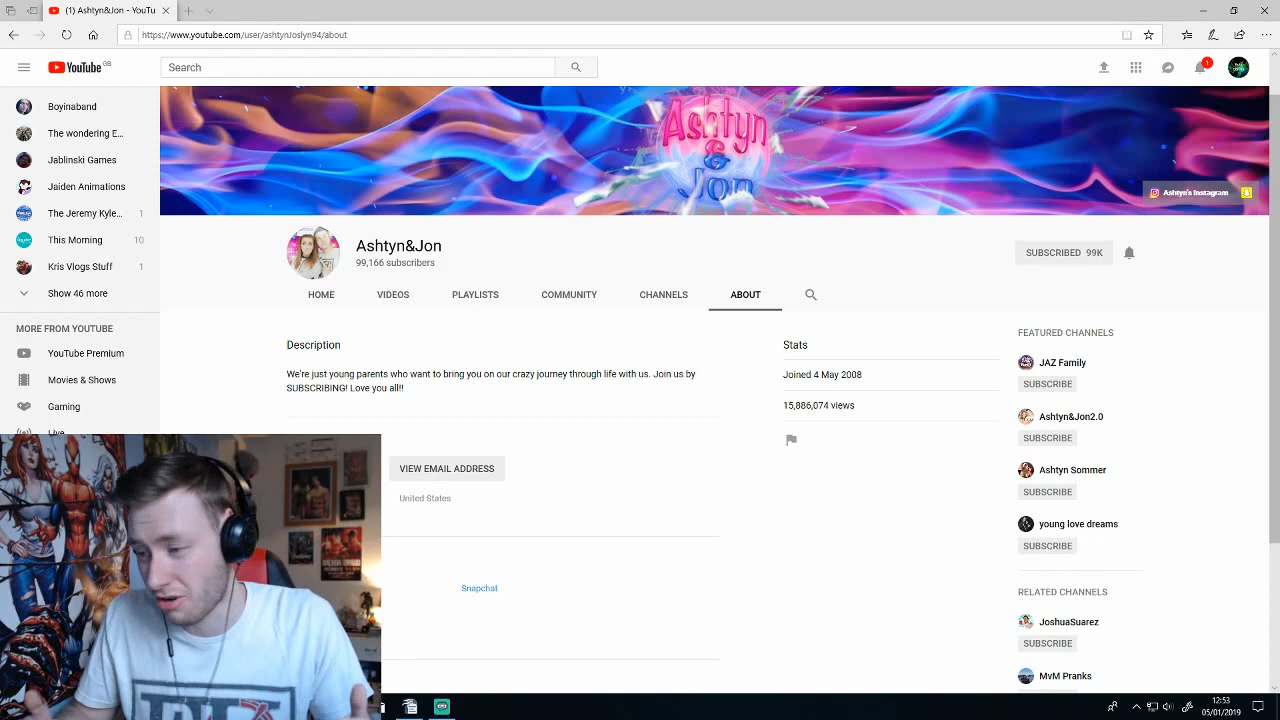 (1) Ashtyn&Jon - YouTu
https://www.youtube.com/user/ashtynJoslyn94/about
YouTube GB
Search
1
Boyinaband
The wondering E...
Jablinski Games
Jaiden Animations
The Jeremy Kyle... 1
This Morning 10
Kris Vlogs Stuff 1
Show 46 more
MORE FROM YOUTUBE
YouTube Premium
Movies & Shows
Gaming
Live
Ashtyn
&
Jon
Ashtyn's Instagram
Ashtyn&Jon
99,166 subscribers
SUBSCRIBED 99K
HOME VIDEOS PLAYLISTS COMMUNITY CHANNELS ABOUT
Description
We're just young parents who want to bring you on our crazy journey through life with us. Join us by
SUBSCRIBING! Love you all!!
VIEW EMAIL ADDRESS
United States
Snapchat
Stats
Joined 4 May 2008
15,886,074 views
FEATURED CHANNELS
JAZ Family
SUBSCRIBE
Ashtyn&Jon2.0
SUBSCRIBE
Ashtyn Sommer
SUBSCRIBE
young love dreams
SUBSCRIBE
RELATED CHANNELS
JoshuaSuarez
SUBSCRIBE
MvM Pranks
12:53
05/01/2019